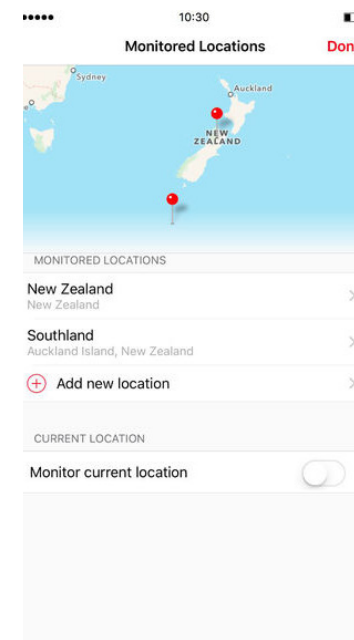 10:30
Monitored Locations
Don
Sydney
Auckland
NEW
ZEALAND
MONITORED LOCATIONS
New Zealand
New Zealand
Southland
Auckland Island, New Zealand
Add new location
CURRENT LOCATION
Monitor current location